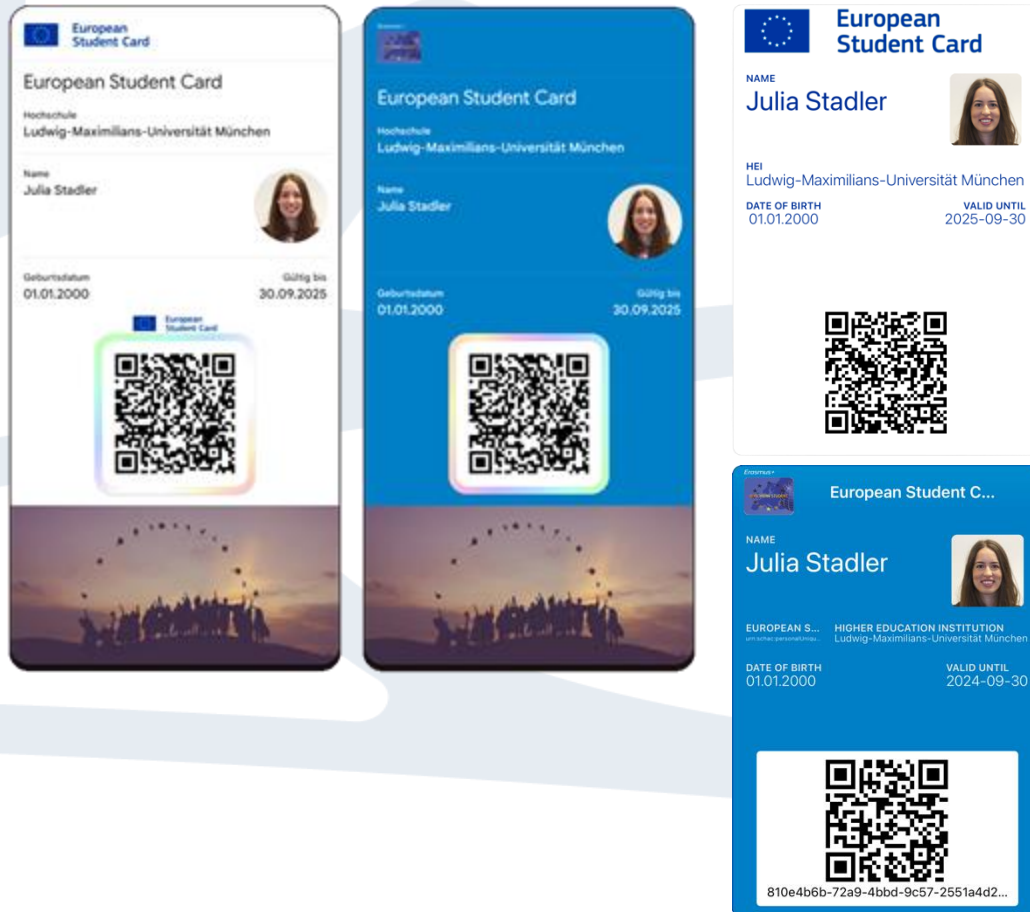 European
Student Card
European Student Card
Hochschule
Ludwig-Maximilians-Universität München
Name
Julia Stadler
Geburtsdatum
Gültig bis
01.01.2000
30.09.2025
European
Student Card
Erasmus+
European Student Card
Hochschule
Ludwig-Maximilians-Universität München
Name
Julia Stadler
Geburtsdatum
Gültig bis
01.01.2000
30.09.2025
European
Student Card
NAME
Julia Stadler
HEI
Ludwig-Maximilians-Universität München
DATE OF BIRTH
VALID UNTIL
01.01.2000
2025-09-30
Erasmus+
European Student C...
NAME
Julia Stadler
EUROPEAN S...
HIGHER EDUCATION INSTITUTION
Ludwig-Maximilians-Universität München
DATE OF BIRTH
VALID UNTIL
01.01.2000
2024-09-30
810e4b6b-72a9-4bbd-9c57-2551a4d2...